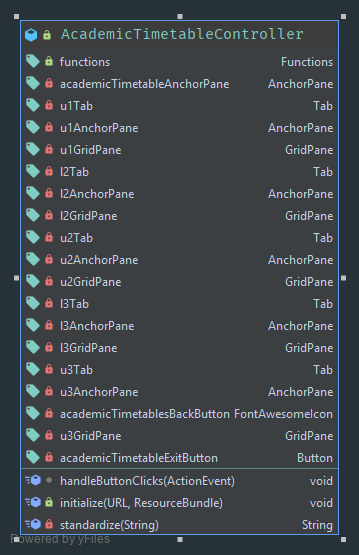 AcademicTimetableController
functions Functions
academicTimetableAnchorPane AnchorPane
u1Tab Tab
u1AnchorPane AnchorPane
u1GridPane GridPane
l2Tab Tab
l2AnchorPane AnchorPane
l2GridPane GridPane
u2Tab Tab
u2AnchorPane AnchorPane
u2GridPane GridPane
l3Tab Tab
l3AnchorPane AnchorPane
l3GridPane GridPane
u3Tab Tab
u3AnchorPane AnchorPane
academicTimetablesBackButton FontAwesomeIcon
u3GridPane GridPane
academicTimetableExitButton Button
handleButtonClicks(ActionEvent) void
initialize(URL, ResourceBundle) void
standardize(String) String
Powered by yFiles